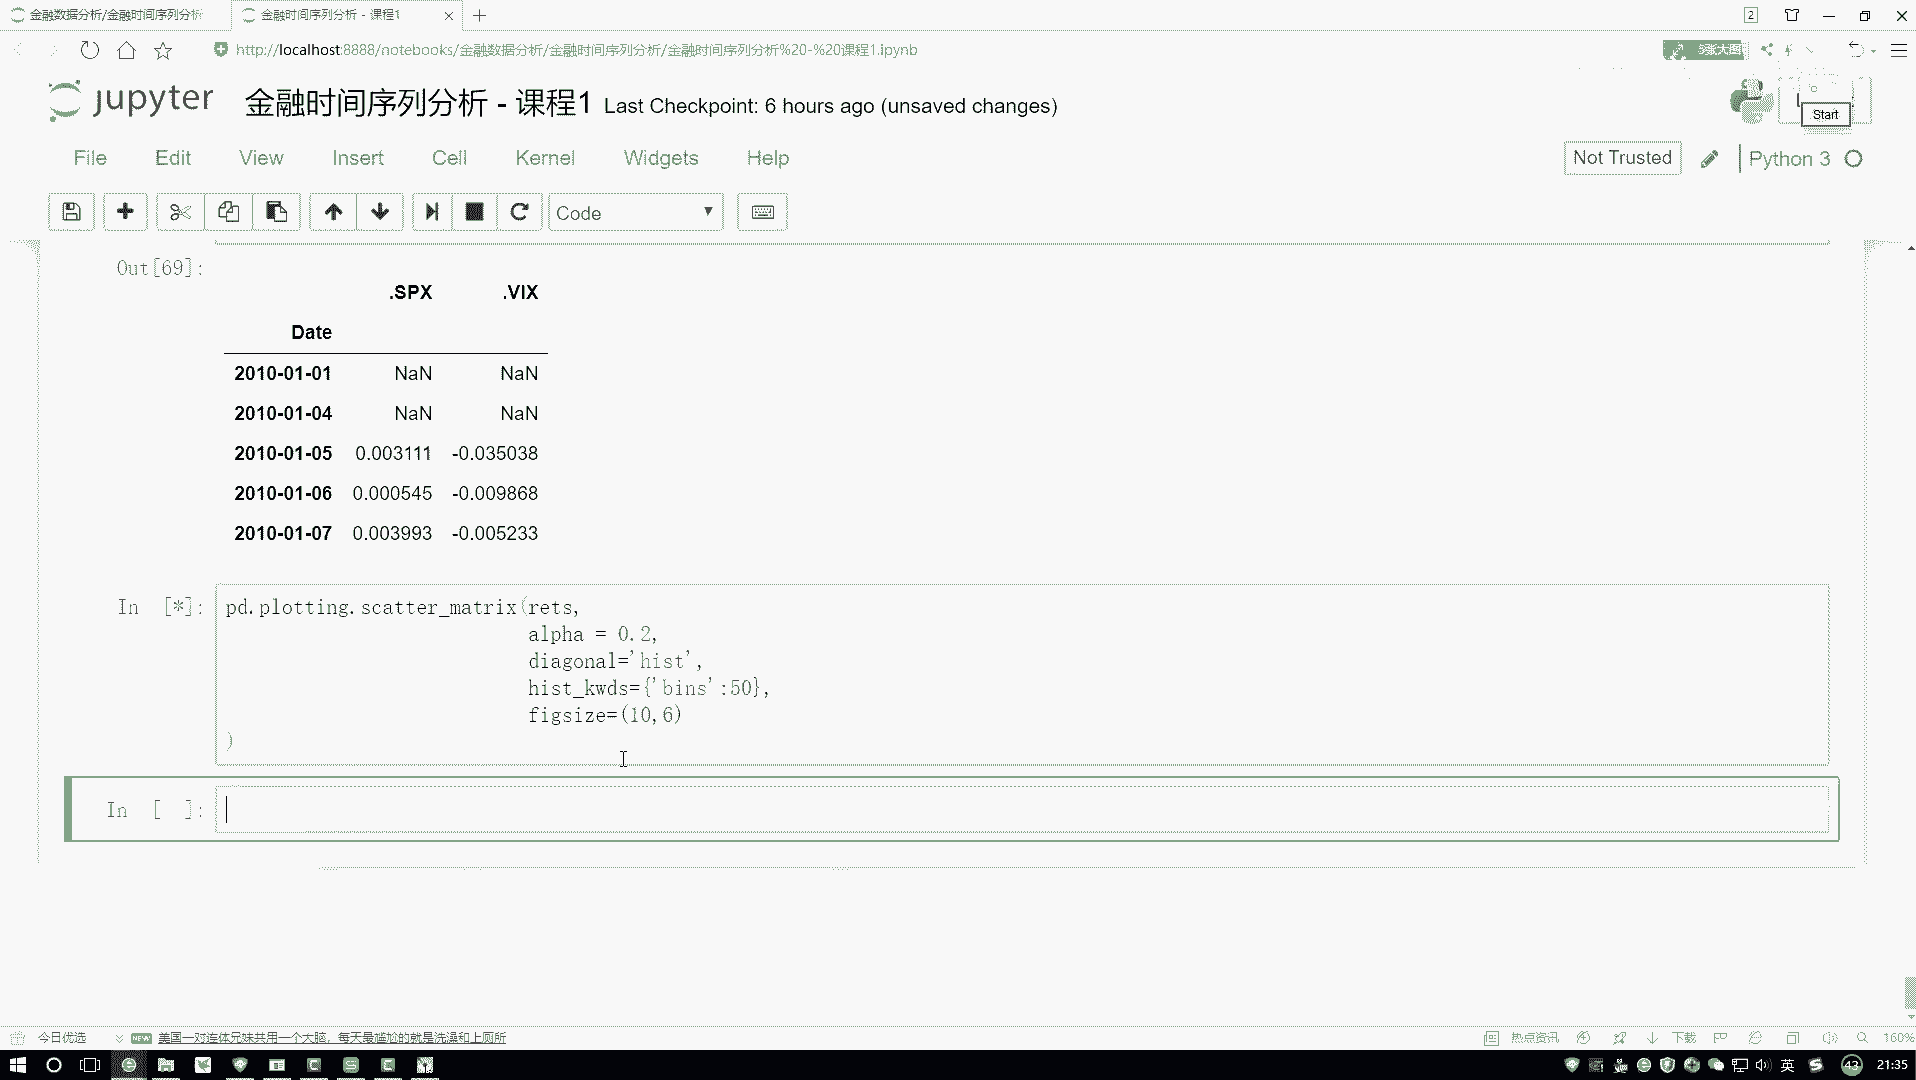 金融数据分析/金融时间序列分析
金融时间序列分析 - 课程1
2
http://localhost:8888/notebooks/金融数据分析/金融时间序列分析/金融时间序列分析%20-%20课程1.ipynb
5张大图
jupyter
金融时间序列分析 - 课程1
Last Checkpoint: 6 hours ago (unsaved changes)
Start
File Edit View Insert Cell Kernel Widgets Help
Not Trusted
Python 3
Code
Out[69]:
.SPX .VIX
Date
2010-01-01 NaN NaN
2010-01-04 NaN NaN
2010-01-05 0.003111 -0.035038
2010-01-06 0.000545 -0.009868
2010-01-07 0.003993 -0.005233
In [*]:
pd.plotting.scatter_matrix(rets,
alpha = 0.2,
diagonal='hist',
hist_kwds={'bins':50},
figsize=(10,6)
)
In [ ]:
今日优选
NEW
美国一对连体兄妹共用一个大脑，每天最尴尬的就是洗澡和上厕所
热点资讯
下载
160%
英
43
21:35